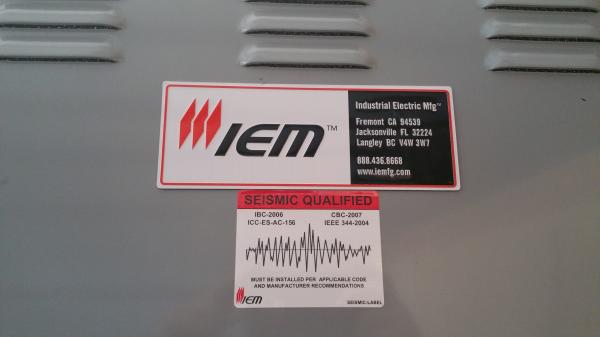 IEM™
Industrial Electric Mfg™
Fremont CA 94539
Jacksonville FL 32224
Langley BC V4W 3W7
888.436.8668
www.iemfg.com
SEISMIC QUALIFIED
IBC-2006 CBC-2007
ICC-ES-AC-156 IEEE 344-2004
MUST BE INSTALLED PER APPLICABLE CODE
AND MANUFACTURER RECOMMENDATIONS
IEM SEISMIC/LABEL